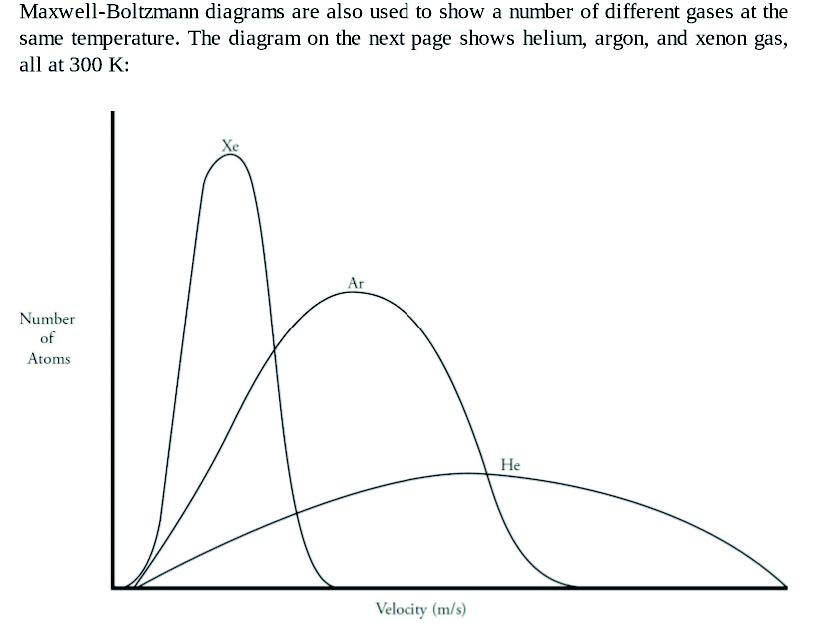 Maxwell-Boltzmann diagrams are also used to show a number of different gases at the
same temperature. The diagram on the next page shows helium, argon, and xenon gas,
all at 300 K:
Xe
Ar
Number
of
Atoms
He
Velocity (m/s)